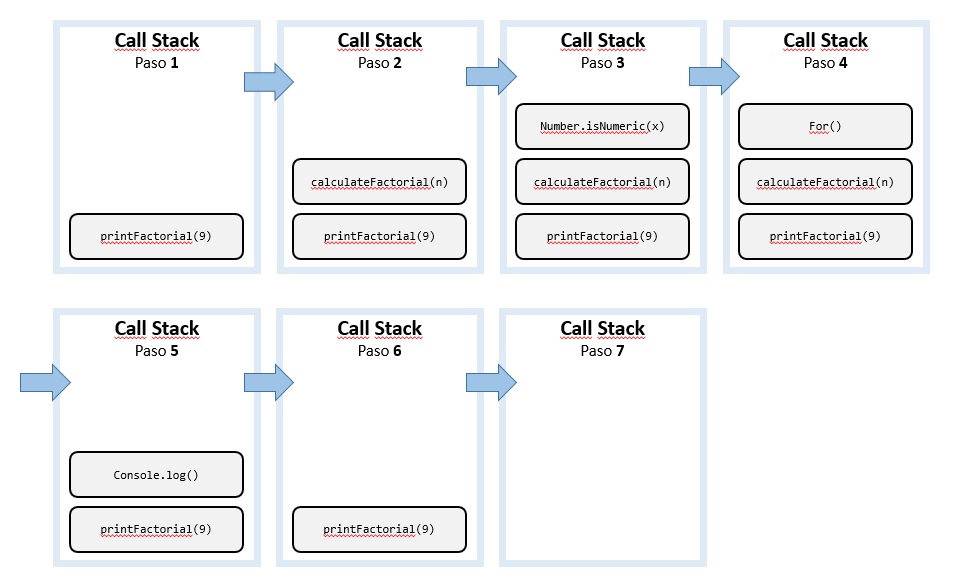 Call Stack
Paso 1
printFactorial(9)
Call Stack
Paso 2
calculateFactorial(n)
printFactorial(9)
Call Stack
Paso 3
Number.isNumeric(x)
calculateFactorial(n)
printFactorial(9)
Call Stack
Paso 4
For()
calculateFactorial(n)
printFactorial(9)
Call Stack
Paso 5
Console.log()
printFactorial(9)
Call Stack
Paso 6
printFactorial(9)
Call Stack
Paso 7